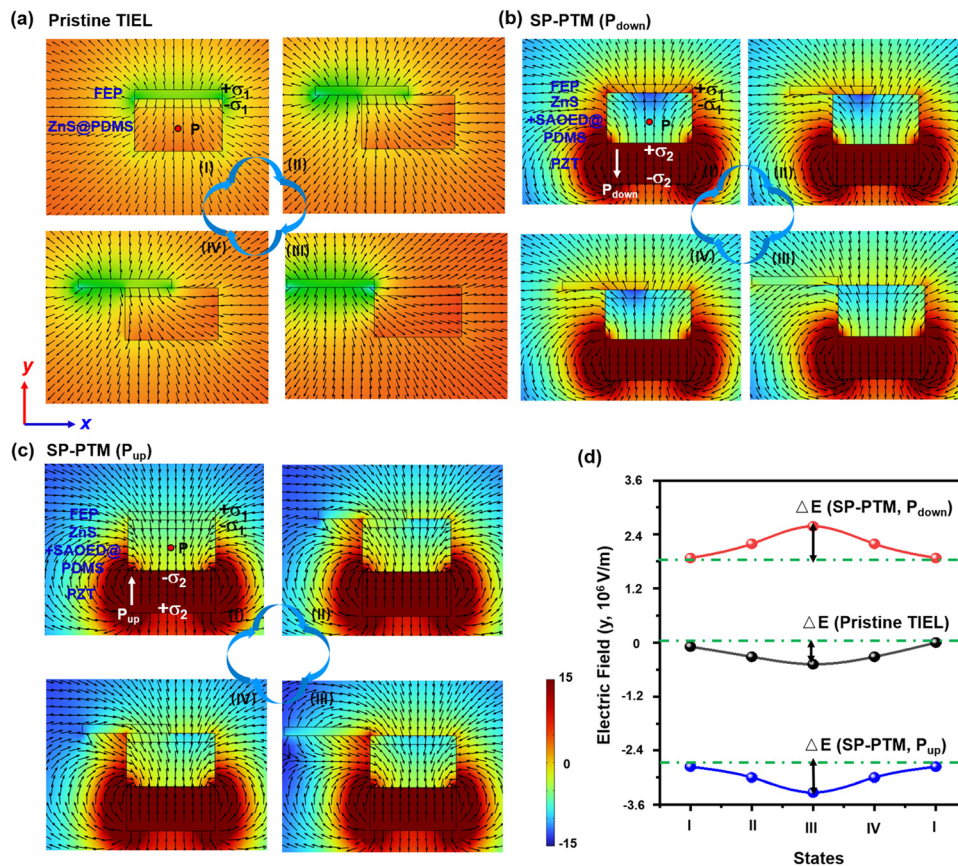 (a) Pristine TIEL
FEP
+σ1
-σ1
ZnS@PDMS
P
(I)
(II)
(IV)
(III)
y
x
(b) SP-PTM (Pdown)
FEP
ZnS
+SAOED@
PDMS
PZT
+σ1
-σ1
P
+σ2
-σ2
Pdown
(I)
(II)
(IV)
(III)
(c) SP-PTM (Pup)
FEP
ZnS
+SAOED@
PDMS
PZT
+σ1
-σ1
P
-σ2
+σ2
Pup
(I)
(II)
(IV)
(III)
15
0
-15
(d)
Electric Field (y, 10⁶ V/m)
3.6
2.4
1.2
0
-1.2
-2.4
-3.6
△E (SP-PTM, Pdown)
△E (Pristine TIEL)
△E (SP-PTM, Pup)
I II III IV I
States